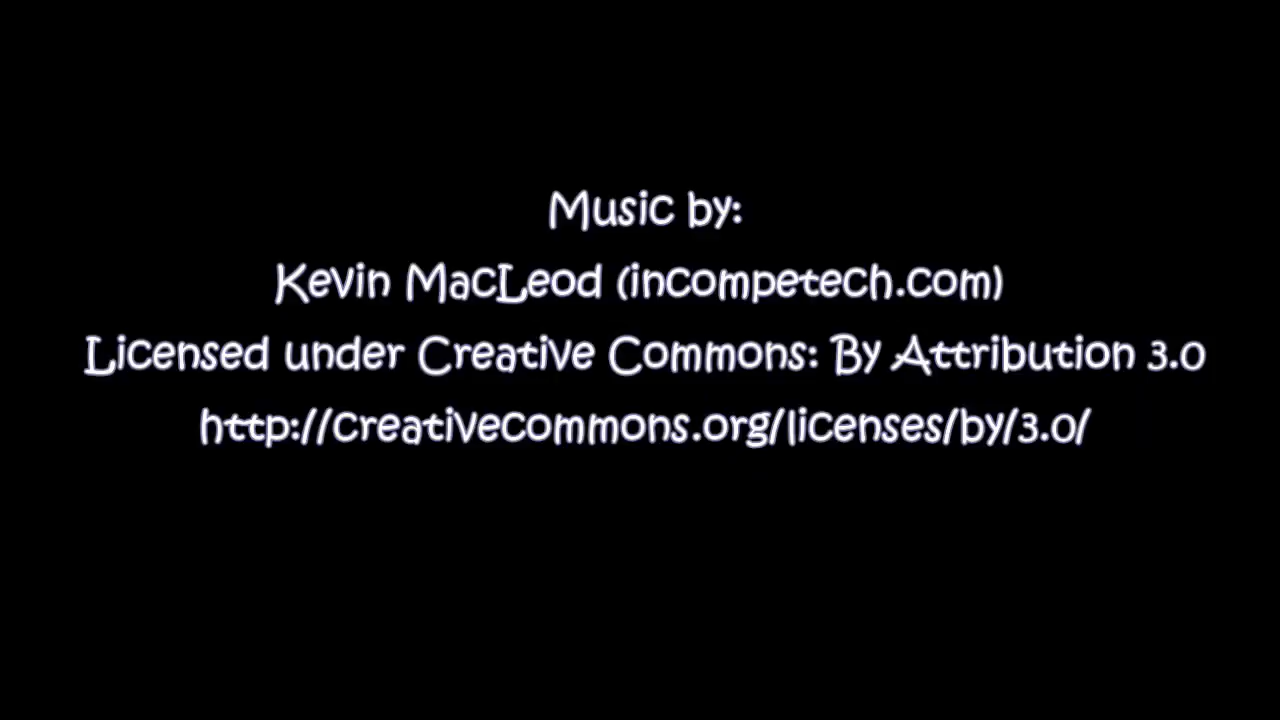 Music by:
Kevin MacLeod (incompetech.com)
Licensed under Creative Commons: By Attribution 3.0
http://creativecommons.org/licenses/by/3.0/